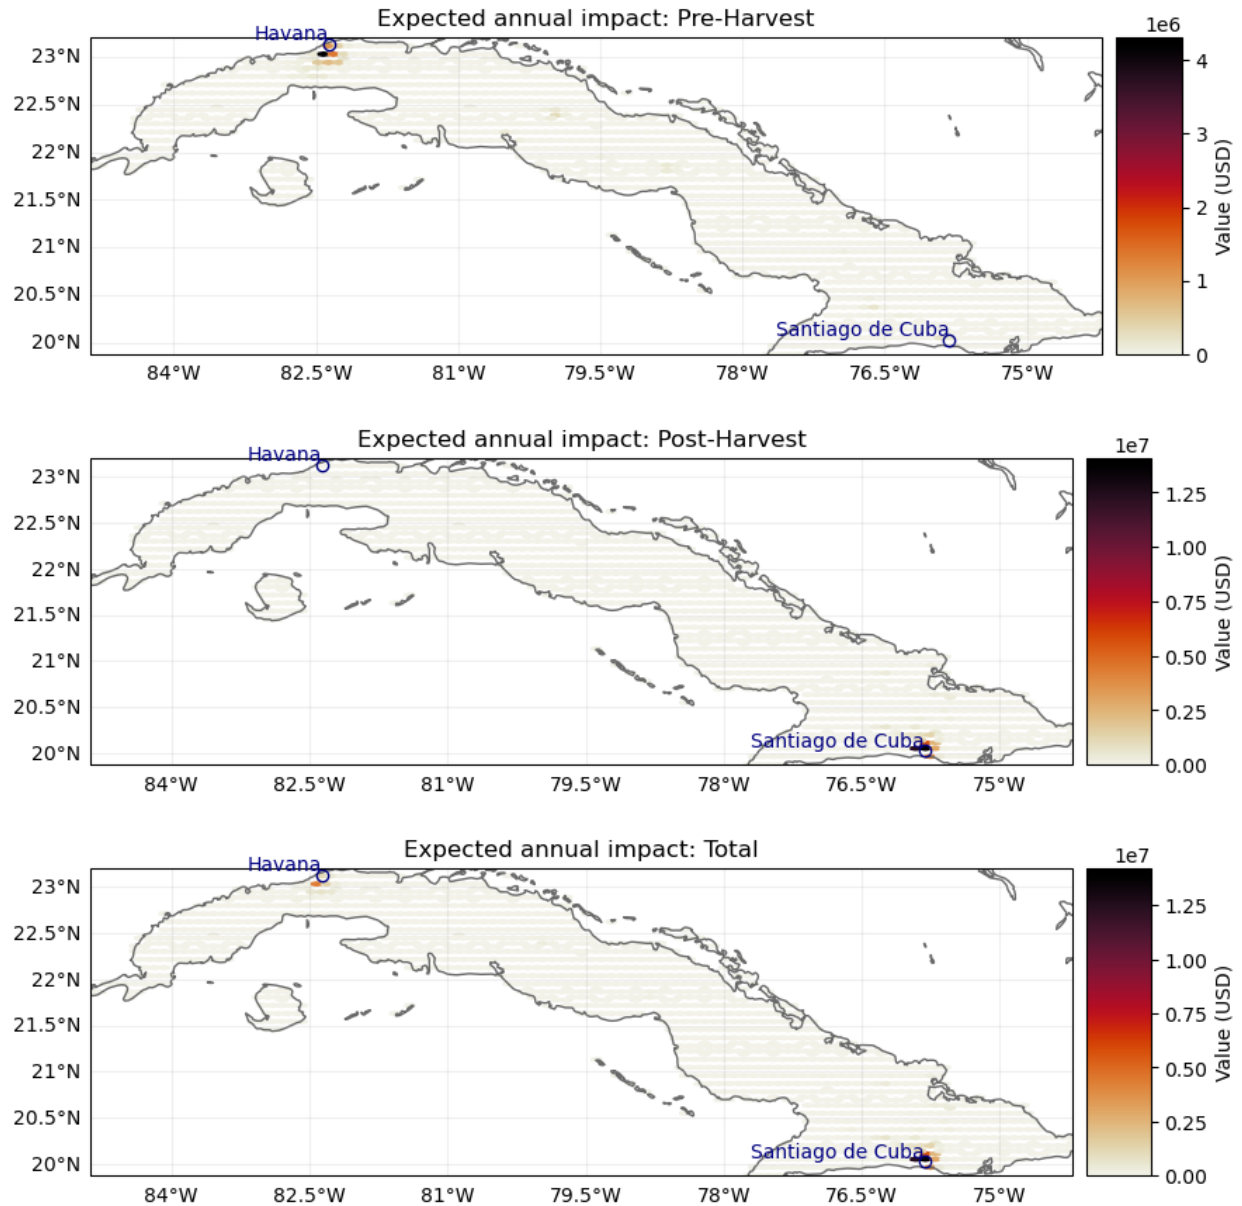 Expected annual impact: Pre-Harvest
1e6
Havana
23°N
22.5°N
22°N
21.5°N
21°N
20.5°N
20°N
Santiago de Cuba
84°W 82.5°W 81°W 79.5°W 78°W 76.5°W 75°W
4
3
2
1
0
Value (USD)
Expected annual impact: Post-Harvest
1e7
Havana
23°N
22.5°N
22°N
21.5°N
21°N
20.5°N
20°N
Santiago de Cuba
84°W 82.5°W 81°W 79.5°W 78°W 76.5°W 75°W
1.25
1.00
0.75
0.50
0.25
0.00
Value (USD)
Expected annual impact: Total
1e7
Havana
23°N
22.5°N
22°N
21.5°N
21°N
20.5°N
20°N
Santiago de Cuba
84°W 82.5°W 81°W 79.5°W 78°W 76.5°W 75°W
1.25
1.00
0.75
0.50
0.25
0.00
Value (USD)